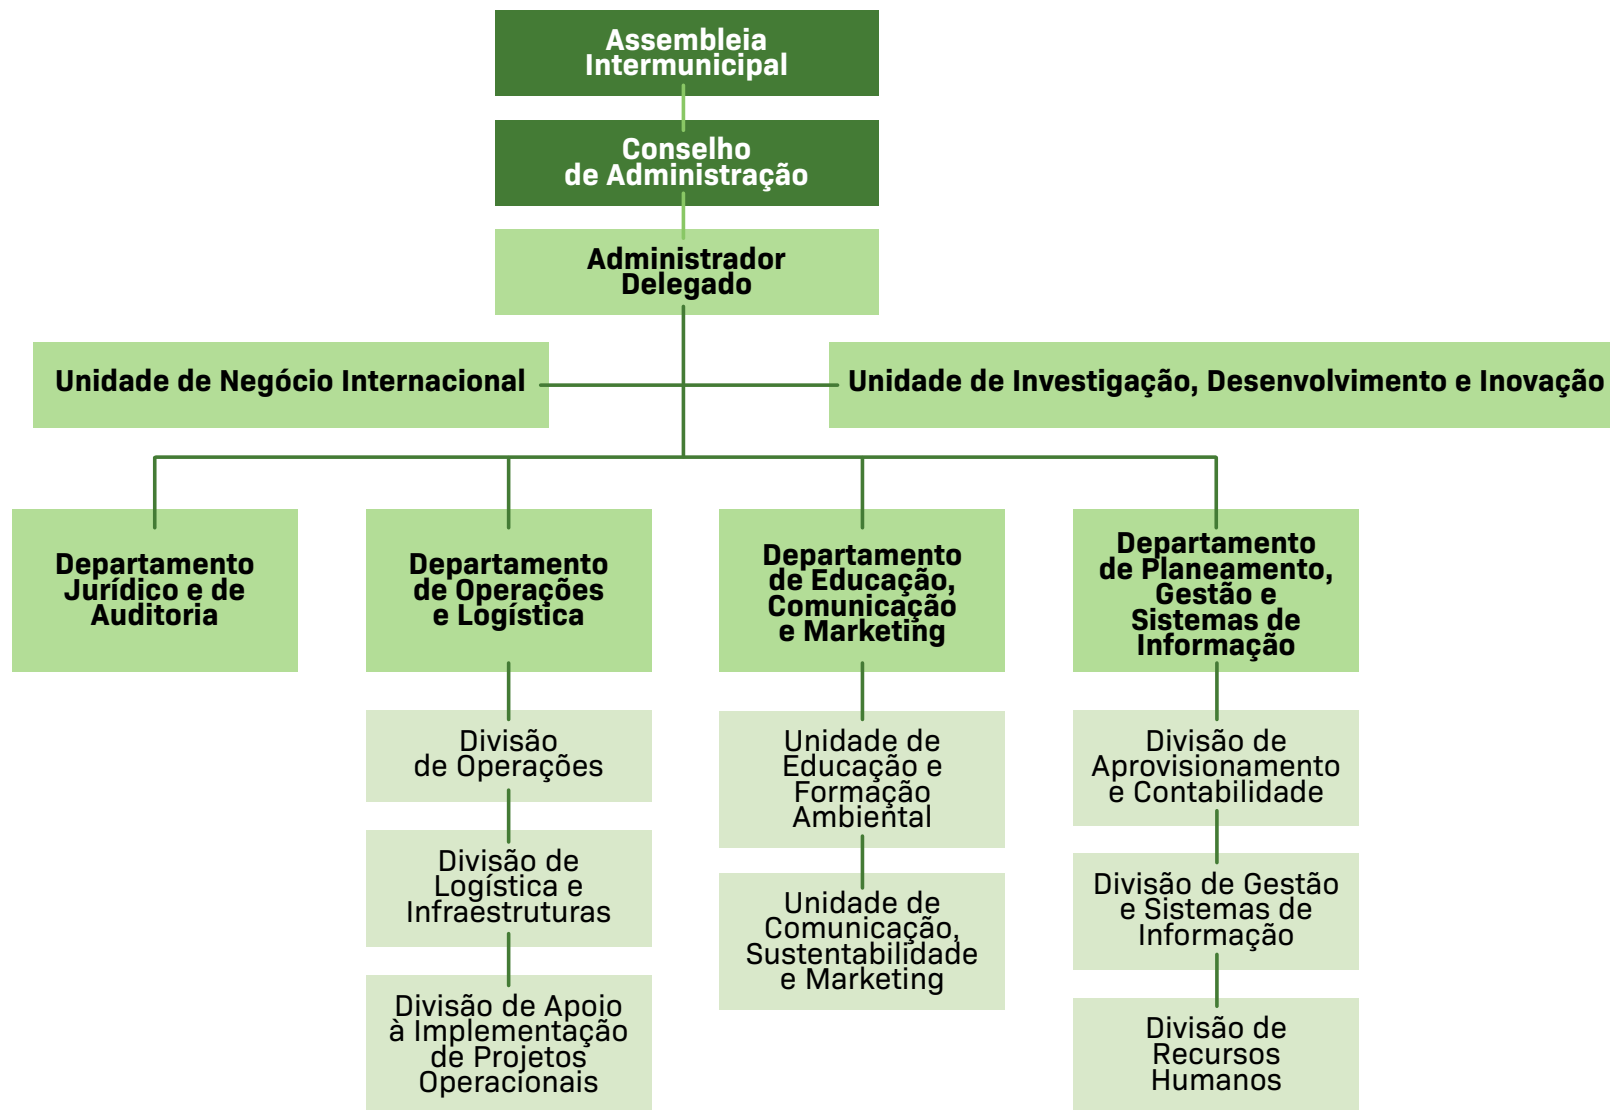 Assembleia
Intermunicipal
Conselho
de Administração
Administrador
Delegado
Unidade de Negócio Internacional
Unidade de Investigação, Desenvolvimento e Inovação
Departamento
Jurídico e de
Auditoria
Departamento
de Operações
e Logística
Departamento
de Educação,
Comunicação
e Marketing
Departamento
de Planeamento,
Gestão e
Sistemas de
Informação
Divisão
de Operações
Divisão de
Logística e
Infraestruturas
Divisão de Apoio
à Implementação
de Projetos
Operacionais
Unidade de
Educação e
Formação
Ambiental
Unidade de
Comunicação,
Sustentabilidade
e Marketing
Divisão de
Aprovisionamento
e Contabilidade
Divisão de Gestão
e Sistemas de
Informação
Divisão de
Recursos
Humanos